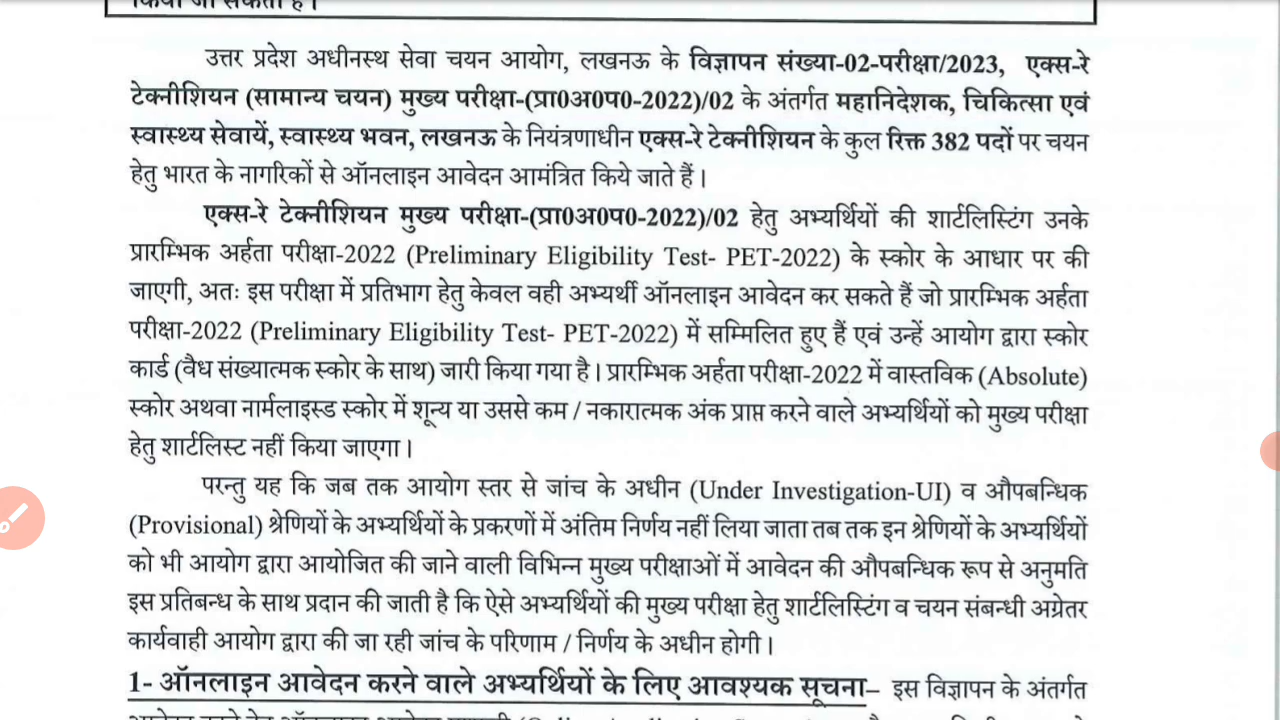 उत्तर प्रदेश अधीनस्थ सेवा चयन आयोग, लखनऊ के विज्ञापन संख्या-02-परीक्षा/2023, एक्स-रे
टेक्नीशियन (सामान्य चयन) मुख्य परीक्षा-(प्रा0अ0प0-2022)/02 के अंतर्गत महानिदेशक, चिकित्सा एवं
स्वास्थ्य सेवायें, स्वास्थ्य भवन, लखनऊ के नियंत्रणाधीन एक्स-रे टेक्नीशियन के कुल रिक्त 382 पदों पर चयन
हेतु भारत के नागरिकों से ऑनलाइन आवेदन आमंत्रित किये जाते हैं।
एक्स-रे टेक्नीशियन मुख्य परीक्षा-(प्रा0अ0प0-2022)/02 हेतु अभ्यर्थियों की शार्टलिस्टिंग उनके
प्रारम्भिक अर्हता परीक्षा-2022 (Preliminary Eligibility Test- PET-2022) के स्कोर के आधार पर की
जाएगी, अतः इस परीक्षा में प्रतिभाग हेतु केवल वही अभ्यर्थी ऑनलाइन आवेदन कर सकते हैं जो प्रारम्भिक अर्हता
परीक्षा-2022 (Preliminary Eligibility Test- PET-2022) में सम्मिलित हुए हैं एवं उन्हें आयोग द्वारा स्कोर
कार्ड (वैध संख्यात्मक स्कोर के साथ) जारी किया गया है। प्रारम्भिक अर्हता परीक्षा-2022 में वास्तविक (Absolute)
स्कोर अथवा नार्मलाइस्ड स्कोर में शून्य या उससे कम / नकारात्मक अंक प्राप्त करने वाले अभ्यर्थियों को मुख्य परीक्षा
हेतु शार्टलिस्ट नहीं किया जाएगा।
परन्तु यह कि जब तक आयोग स्तर से जांच के अधीन (Under Investigation-UI) व औपबन्धिक
(Provisional) श्रेणियों के अभ्यर्थियों के प्रकरणों में अंतिम निर्णय नहीं लिया जाता तब तक इन श्रेणियों के अभ्यर्थियों
को भी आयोग द्वारा आयोजित की जाने वाली विभिन्न मुख्य परीक्षाओं में आवेदन की औपबन्धिक रूप से अनुमति
इस प्रतिबन्ध के साथ प्रदान की जाती है कि ऐसे अभ्यर्थियों की मुख्य परीक्षा हेतु शार्टलिस्टिंग व चयन संबन्धी अग्रेतर
कार्यवाही आयोग द्वारा की जा रही जांच के परिणाम / निर्णय के अधीन होगी।
1- ऑनलाइन आवेदन करने वाले अभ्यर्थियों के लिए आवश्यक सूचना– इस विज्ञापन के अंतर्गत